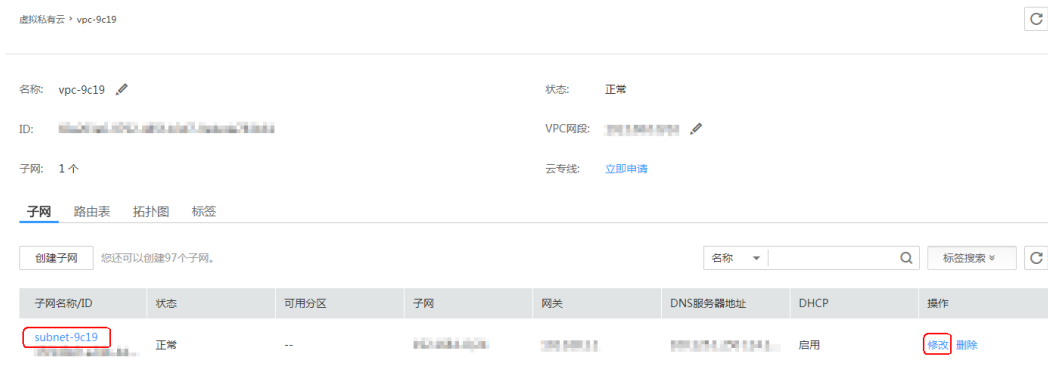 虚拟私有云 › vpc-9c19
名称: vpc-9c19 状态: 正常
ID: VPC网段:
子网: 1 个 云专线: 立即申请
子网 路由表 拓扑图 标签
创建子网 您还可以创建97个子网。 名称 标签搜索
子网名称/ID 状态 可用分区 子网 网关 DNS服务器地址 DHCP 操作
subnet-9c19 正常 -- 启用 修改 删除